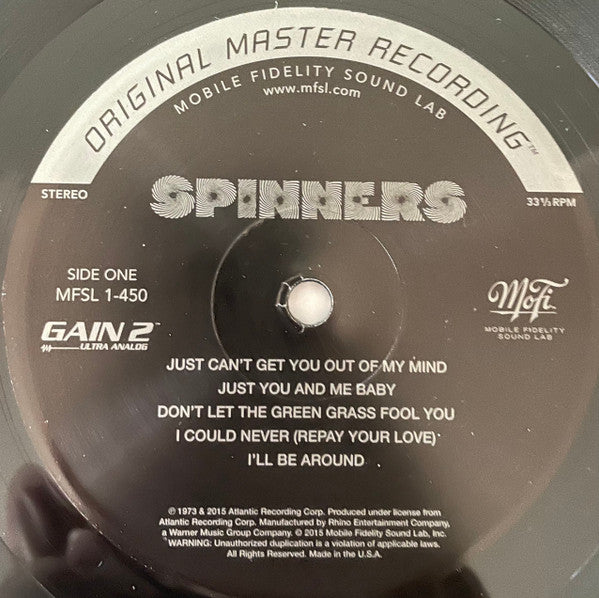 ORIGINAL MASTER RECORDING™
MOBILE FIDELITY SOUND LAB
www.mfsl.com
STEREO
SPINNERS
33⅓ RPM
SIDE ONE
MFSL 1-450
GAIN 2™
ULTRA ANALOG
MoFi
MOBILE FIDELITY
SOUND LAB
JUST CAN'T GET YOU OUT OF MY MIND
JUST YOU AND ME BABY
DON'T LET THE GREEN GRASS FOOL YOU
I COULD NEVER (REPAY YOUR LOVE)
I'LL BE AROUND
℗ 1973 & 2015 Atlantic Recording Corp. Produced under license from
Atlantic Recording Corp. Manufactured by Rhino Entertainment Company,
a Warner Music Group Company. © 2015 Mobile Fidelity Sound Lab, Inc.
WARNING: Unauthorized duplication is a violation of applicable laws.
All Rights Reserved. Made in the U.S.A.